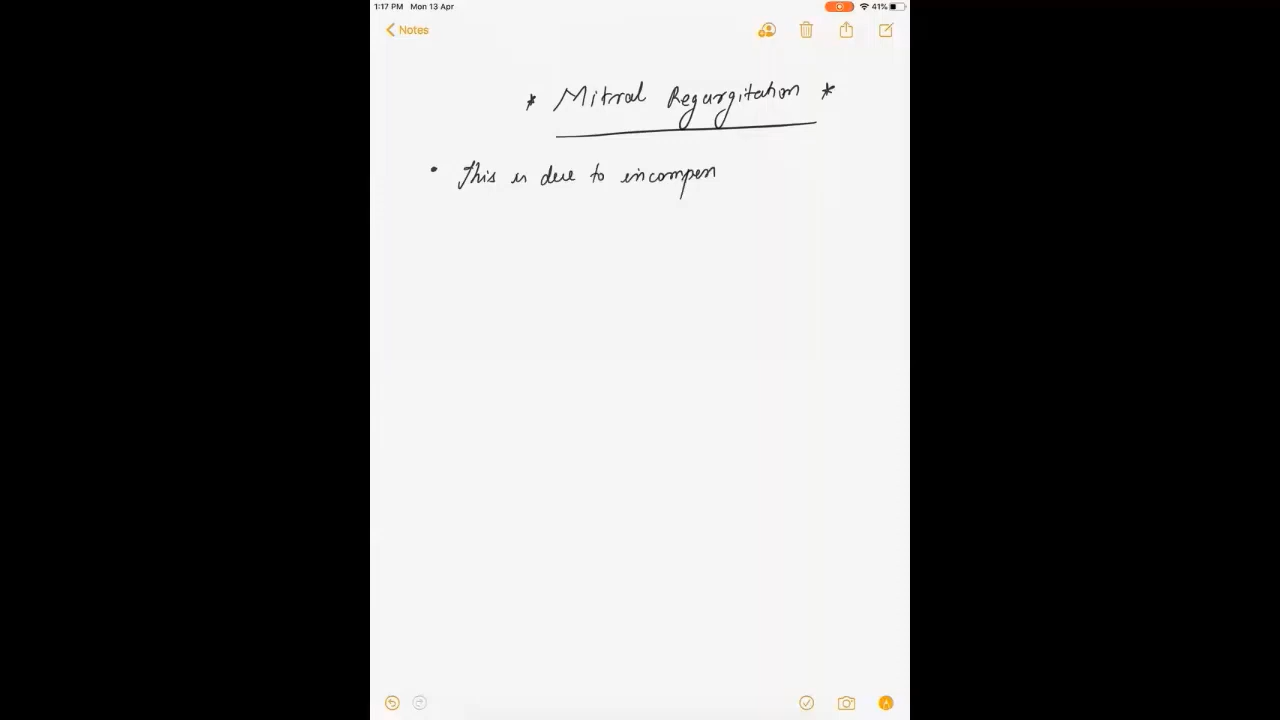 1:17 PM Mon 13 Apr 41%
Notes
* Mitral Regurgitation *
• This is due to incompen